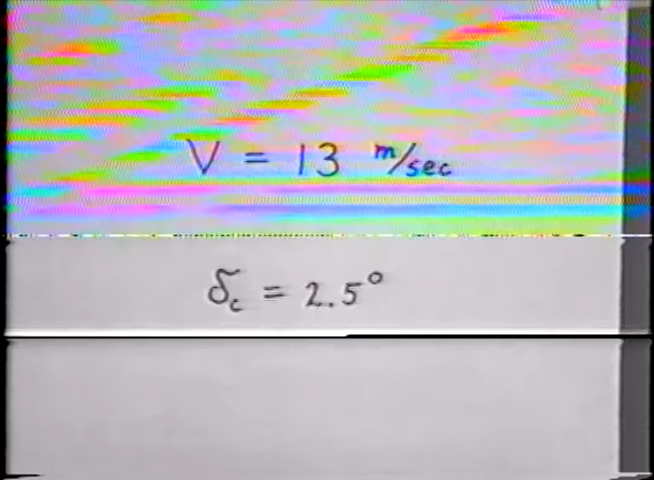 V = 13 m/sec
δc = 2.5°